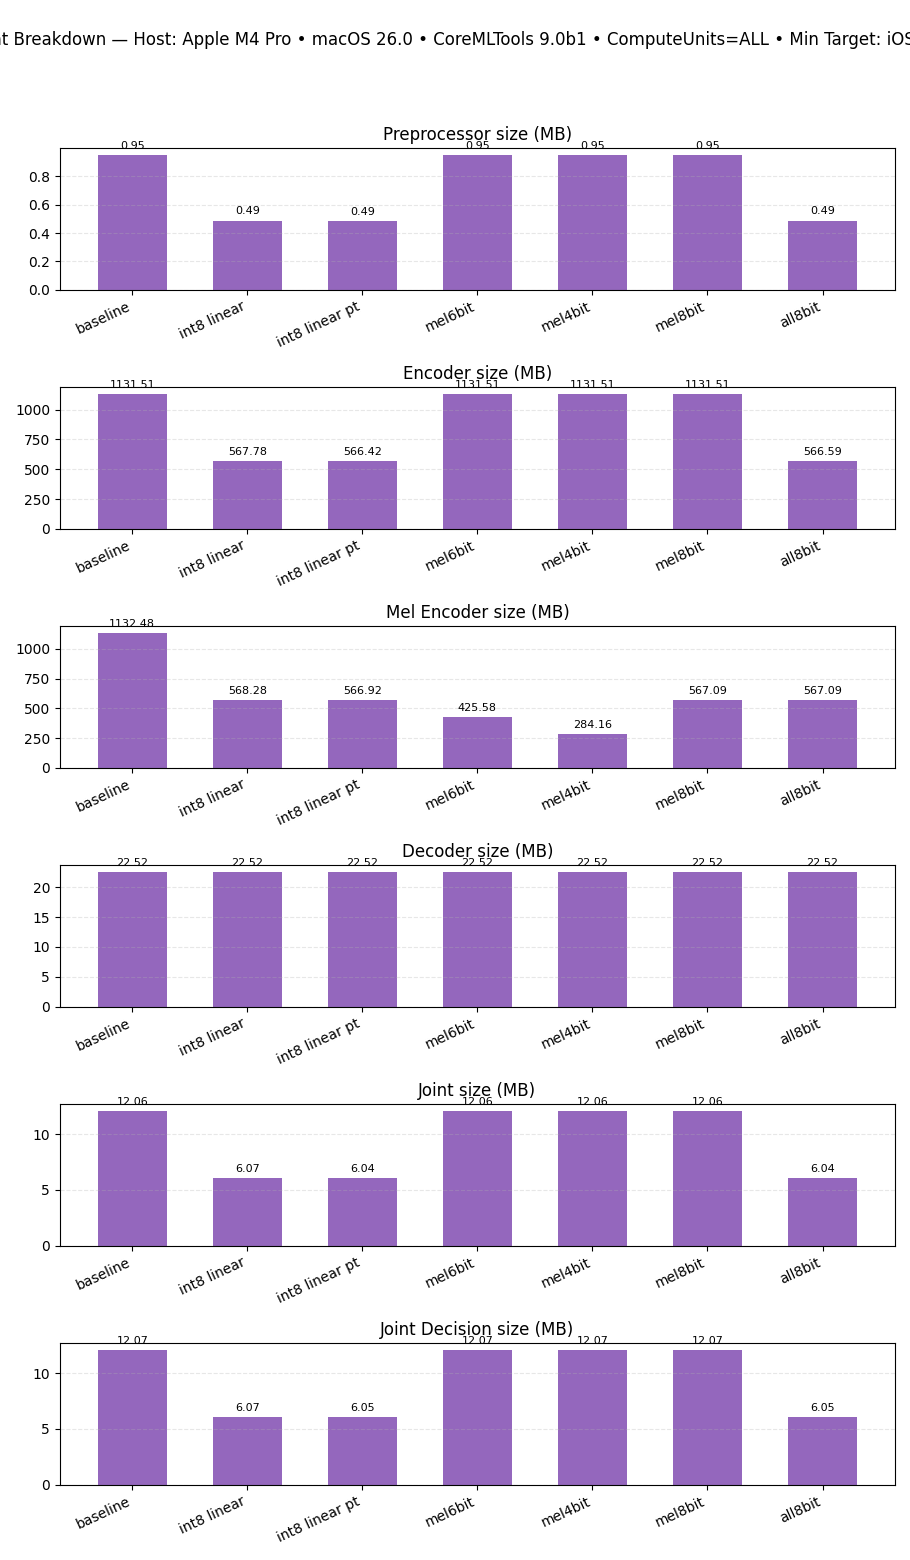 t Breakdown — Host: Apple M4 Pro • macOS 26.0 • CoreMLTools 9.0b1 • ComputeUnits=ALL • Min Target: iOS
Preprocessor size (MB)
0.95 0.49 0.49 0.95 0.95 0.95 0.49
0.8
0.6
0.4
0.2
0.0
baseline int8 linear int8 linear pt mel6bit mel4bit mel8bit all8bit
Encoder size (MB)
1131.51 567.78 566.42 1131.51 1131.51 1131.51 566.59
1000
750
500
250
0
baseline int8 linear int8 linear pt mel6bit mel4bit mel8bit all8bit
Mel Encoder size (MB)
1132.48 568.28 566.92 425.58 284.16 567.09 567.09
1000
750
500
250
0
baseline int8 linear int8 linear pt mel6bit mel4bit mel8bit all8bit
Decoder size (MB)
22.52 22.52 22.52 22.52 22.52 22.52 22.52
20
15
10
5
0
baseline int8 linear int8 linear pt mel6bit mel4bit mel8bit all8bit
Joint size (MB)
12.06 6.07 6.04 12.06 12.06 12.06 6.04
10
5
0
baseline int8 linear int8 linear pt mel6bit mel4bit mel8bit all8bit
Joint Decision size (MB)
12.07 6.07 6.05 12.07 12.07 12.07 6.05
10
5
0
baseline int8 linear int8 linear pt mel6bit mel4bit mel8bit all8bit